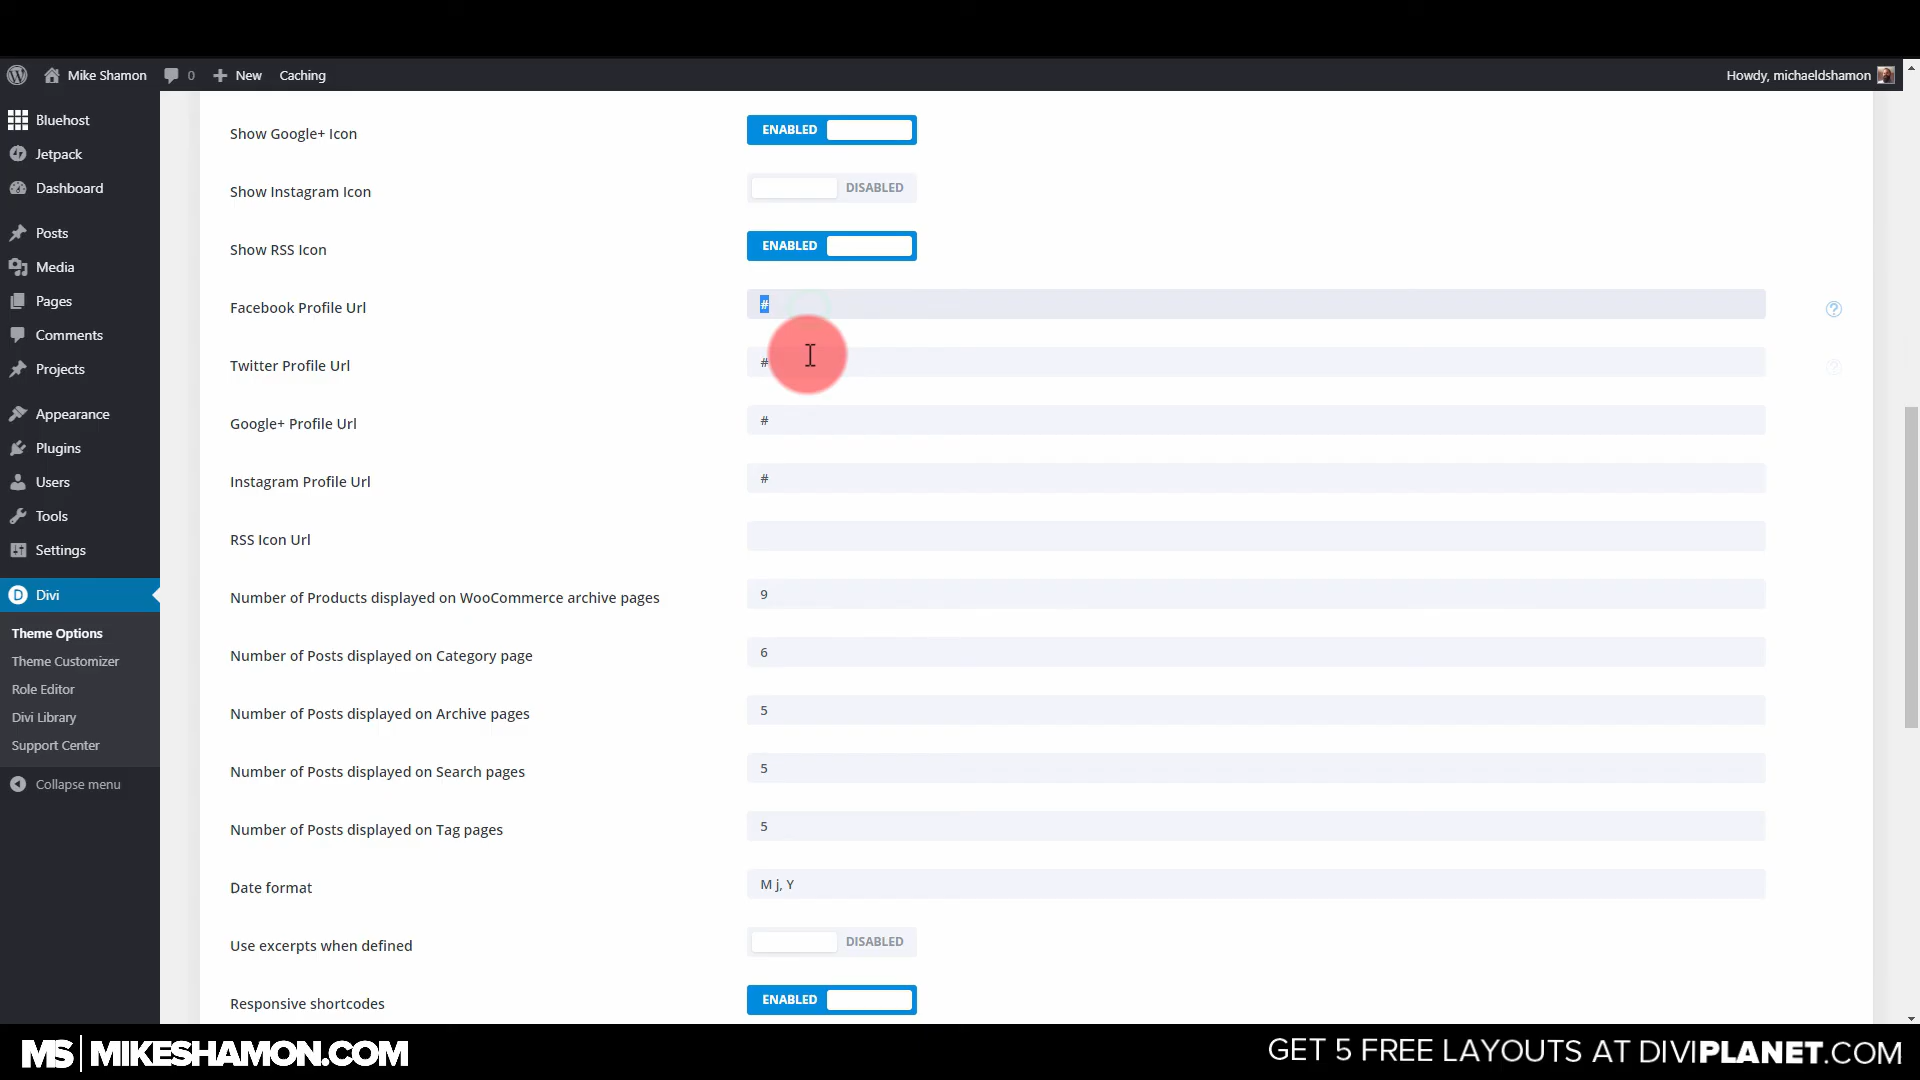 Mike Shamon
0
New
Caching
Howdy, michaeldshamon
Bluehost
Jetpack
Dashboard
Posts
Media
Pages
Comments
Projects
Appearance
Plugins
Users
Tools
Settings
Divi
Theme Options
Theme Customizer
Role Editor
Divi Library
Support Center
Collapse menu
Show Google+ Icon
ENABLED
Show Instagram Icon
DISABLED
Show RSS Icon
ENABLED
Facebook Profile Url
#
Twitter Profile Url
#
Google+ Profile Url
#
Instagram Profile Url
#
RSS Icon Url
Number of Products displayed on WooCommerce archive pages
9
Number of Posts displayed on Category page
6
Number of Posts displayed on Archive pages
5
Number of Posts displayed on Search pages
5
Number of Posts displayed on Tag pages
5
Date format
M j, Y
Use excerpts when defined
DISABLED
Responsive shortcodes
ENABLED
MS | MIKESHAMON.COM
GET 5 FREE LAYOUTS AT DIVIPLANET.COM